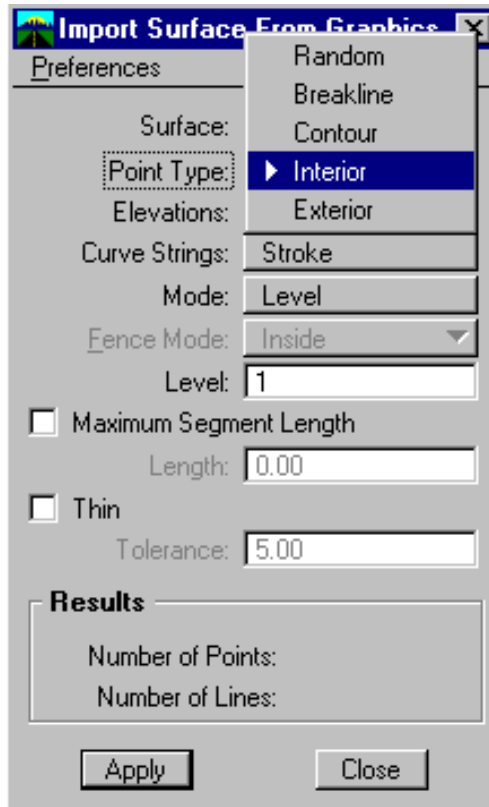 Import Surface From Graphics
Preferences
Random
Breakline
Surface: Contour
Point Type: Interior
Elevations: Exterior
Curve Strings: Stroke
Mode: Level
Fence Mode: Inside
Level: 1
Maximum Segment Length
Length: 0.00
Thin
Tolerance: 5.00
Results
Number of Points:
Number of Lines:
Apply Close